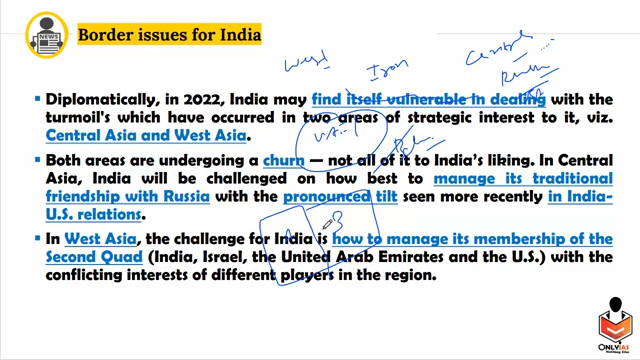 NEWS
Border issues for India
West
Iran
Central
Diplomatically, in 2022, India may find itself vulnerable in dealing with the
turmoil's which have occurred in two areas of strategic interest to it, viz.
Central Asia and West Asia.
Both areas are undergoing a churn — not all of it to India's liking. In Central
Asia, India will be challenged on how best to manage its traditional
friendship with Russia with the pronounced tilt seen more recently in India-
U.S. relations.
In West Asia, the challenge for India is how to manage its membership of the
Second Quad (India, Israel, the United Arab Emirates and the U.S.) with the
conflicting interests of different players in the region.
ONLYIAS
Nothing Else